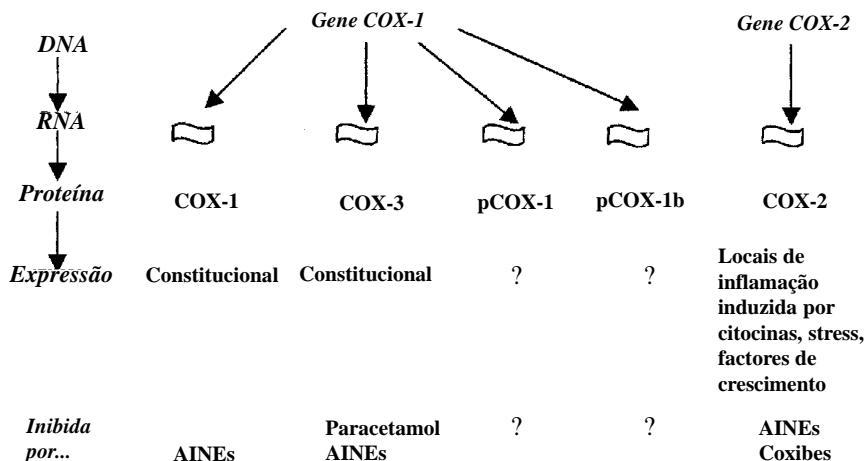 Gene COX-1
Gene COX-2
DNA
RNA
Proteína
COX-1
COX-3
pCOX-1
pCOX-1b
COX-2
Expressão
Constitucional
Constitucional
?
?
Locais de
inflamação
induzida por
citocinas, stress,
factores de
crescimento
Inibida
por...
AINEs
Paracetamol
AINEs
?
?
AINEs
Coxibes